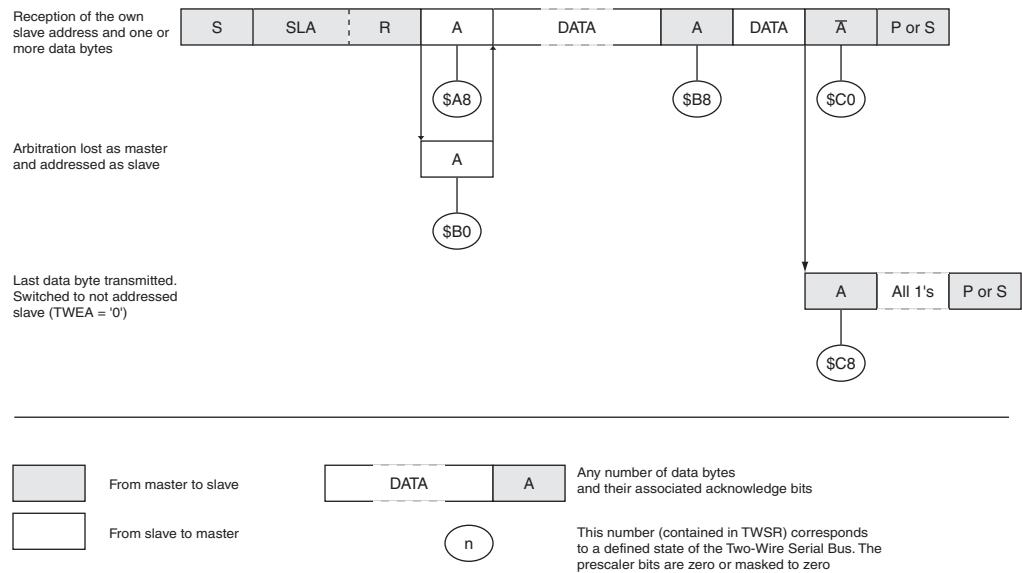 Reception of the own
slave address and one or
more data bytes
S SLA R A DATA A DATA A̅ P or S
$A8 $B8 $C0
Arbitration lost as master
and addressed as slave
A
$B0
Last data byte transmitted.
Switched to not addressed
slave (TWEA = '0')
A All 1's P or S
$C8
From master to slave
DATA A
Any number of data bytes
and their associated acknowledge bits
From slave to master
n
This number (contained in TWSR) corresponds
to a defined state of the Two-Wire Serial Bus. The
prescaler bits are zero or masked to zero